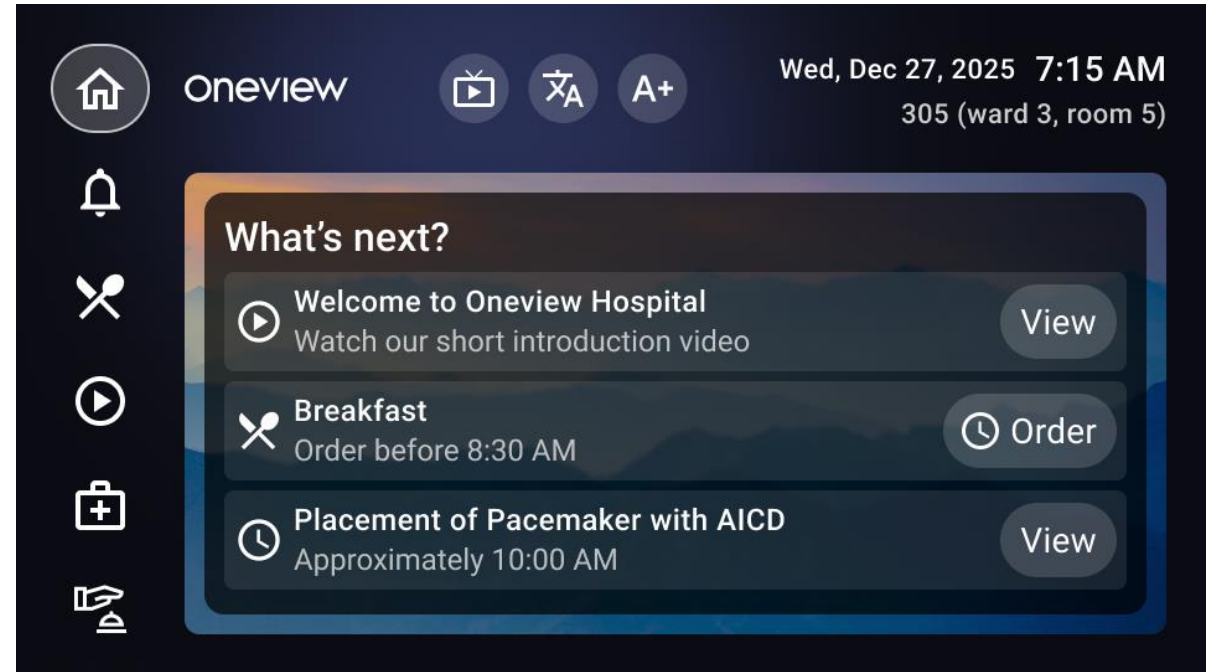 Oneview
文A
A+
Wed, Dec 27, 2025 7:15 AM
305 (ward 3, room 5)
What’s next?
Welcome to Oneview Hospital
Watch our short introduction video
View
Breakfast
Order before 8:30 AM
Order
Placement of Pacemaker with AICD
Approximately 10:00 AM
View